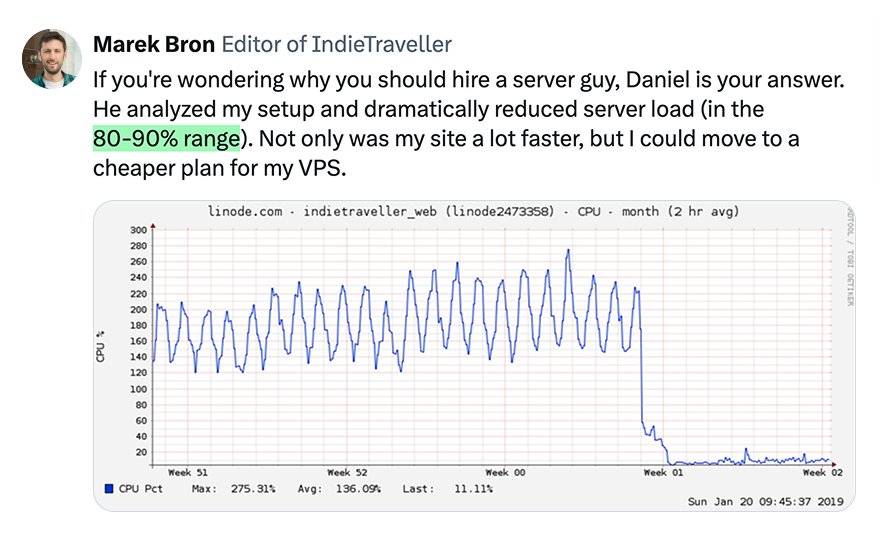 Marek Bron Editor of IndieTraveller
If you're wondering why you should hire a server guy, Daniel is your answer.
He analyzed my setup and dramatically reduced server load (in the
80-90% range). Not only was my site a lot faster, but I could move to a
cheaper plan for my VPS.
linode.com - indietraveller_web (linode2473358) - CPU - month (2 hr avg)
RRDTOOL / TOBI OETIKER
CPU %
300
280
260
240
220
200
180
160
140
120
100
80
60
40
20
Week 51 Week 52 Week 00 Week 01 Week 02
CPU Pct Max: 275.31% Avg: 136.09% Last: 11.11%
Sun Jan 20 09:45:37 2019